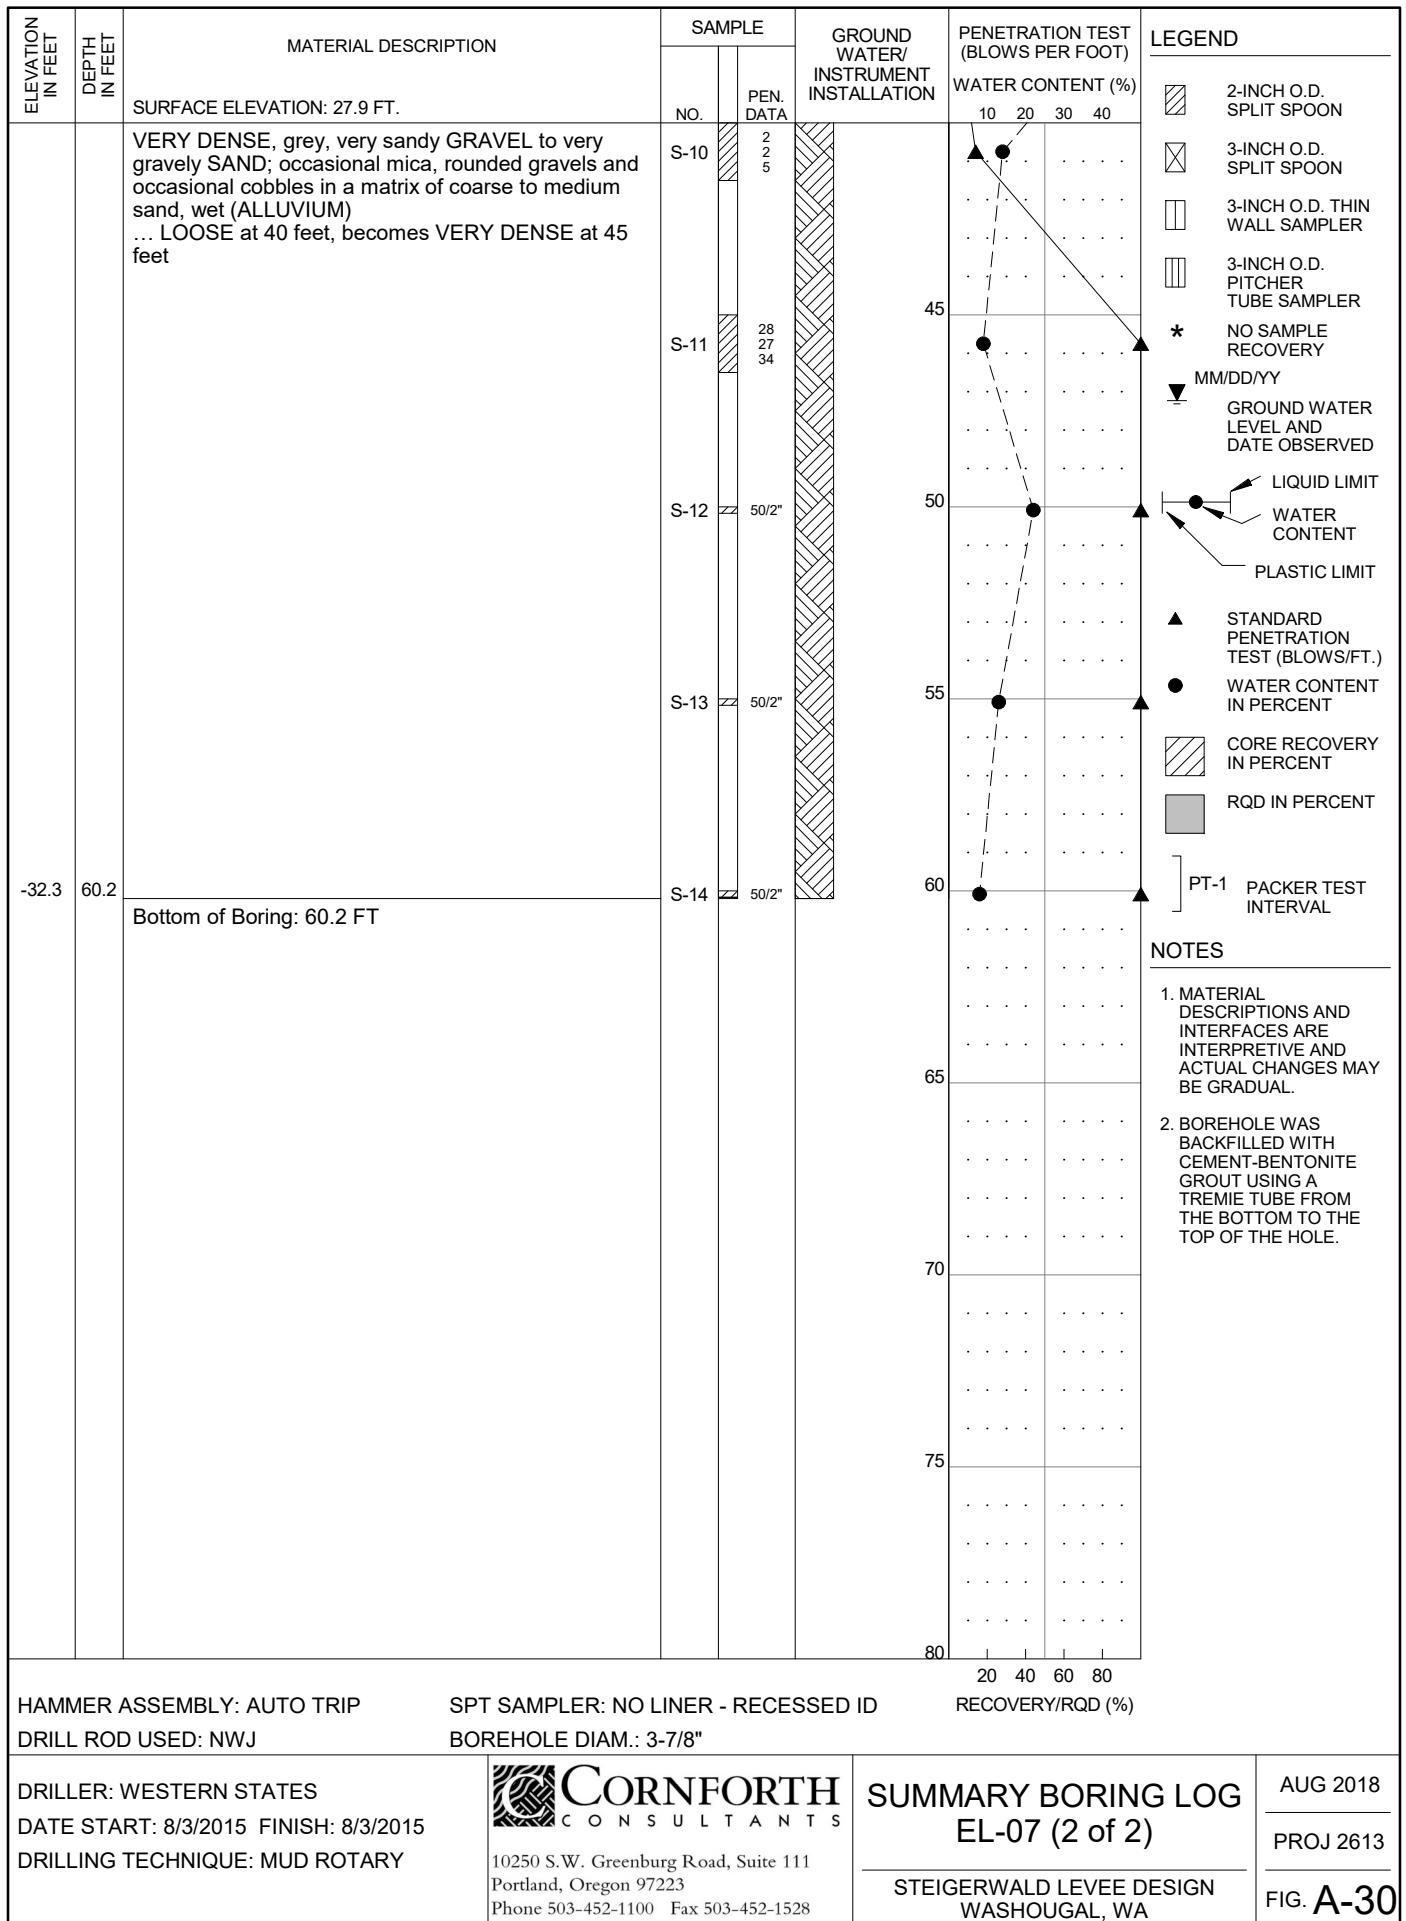 ELEVATION
IN FEET
DEPTH
IN FEET
MATERIAL DESCRIPTION
SURFACE ELEVATION: 27.9 FT.
SAMPLE
NO.
PEN.
DATA
GROUND
WATER/
INSTRUMENT
INSTALLATION
PENETRATION TEST
(BLOWS PER FOOT)
WATER CONTENT (%)
10 20 30 40
VERY DENSE, grey, very sandy GRAVEL to very
gravely SAND; occasional mica, rounded gravels and
occasional cobbles in a matrix of coarse to medium
sand, wet (ALLUVIUM)
... LOOSE at 40 feet, becomes VERY DENSE at 45
feet
S-10
2
2
5
45
S-11
28
27
34
50
S-12 50/2"
55
S-13 50/2"
60
-32.3 60.2
S-14 50/2"
Bottom of Boring: 60.2 FT
65
70
75
80
20 40 60 80
RECOVERY/RQD (%)
LEGEND
2-INCH O.D.
SPLIT SPOON
3-INCH O.D.
SPLIT SPOON
3-INCH O.D. THIN
WALL SAMPLER
3-INCH O.D.
PITCHER
TUBE SAMPLER
* NO SAMPLE
RECOVERY
MM/DD/YY
GROUND WATER
LEVEL AND
DATE OBSERVED
LIQUID LIMIT
WATER
CONTENT
PLASTIC LIMIT
STANDARD
PENETRATION
TEST (BLOWS/FT.)
WATER CONTENT
IN PERCENT
CORE RECOVERY
IN PERCENT
RQD IN PERCENT
PT-1 PACKER TEST
INTERVAL
NOTES
1. MATERIAL
DESCRIPTIONS AND
INTERFACES ARE
INTERPRETIVE AND
ACTUAL CHANGES MAY
BE GRADUAL.
2. BOREHOLE WAS
BACKFILLED WITH
CEMENT-BENTONITE
GROUT USING A
TREMIE TUBE FROM
THE BOTTOM TO THE
TOP OF THE HOLE.
HAMMER ASSEMBLY: AUTO TRIP
SPT SAMPLER: NO LINER - RECESSED ID
DRILL ROD USED: NWJ
BOREHOLE DIAM.: 3-7/8"
DRILLER: WESTERN STATES
DATE START: 8/3/2015 FINISH: 8/3/2015
DRILLING TECHNIQUE: MUD ROTARY
CORNFORTH
CONSULTANTS
10250 S.W. Greenburg Road, Suite 111
Portland, Oregon 97223
Phone 503-452-1100 Fax 503-452-1528
SUMMARY BORING LOG
EL-07 (2 of 2)
STEIGERWALD LEVEE DESIGN
WASHOUGAL, WA
AUG 2018
PROJ 2613
FIG. A-30